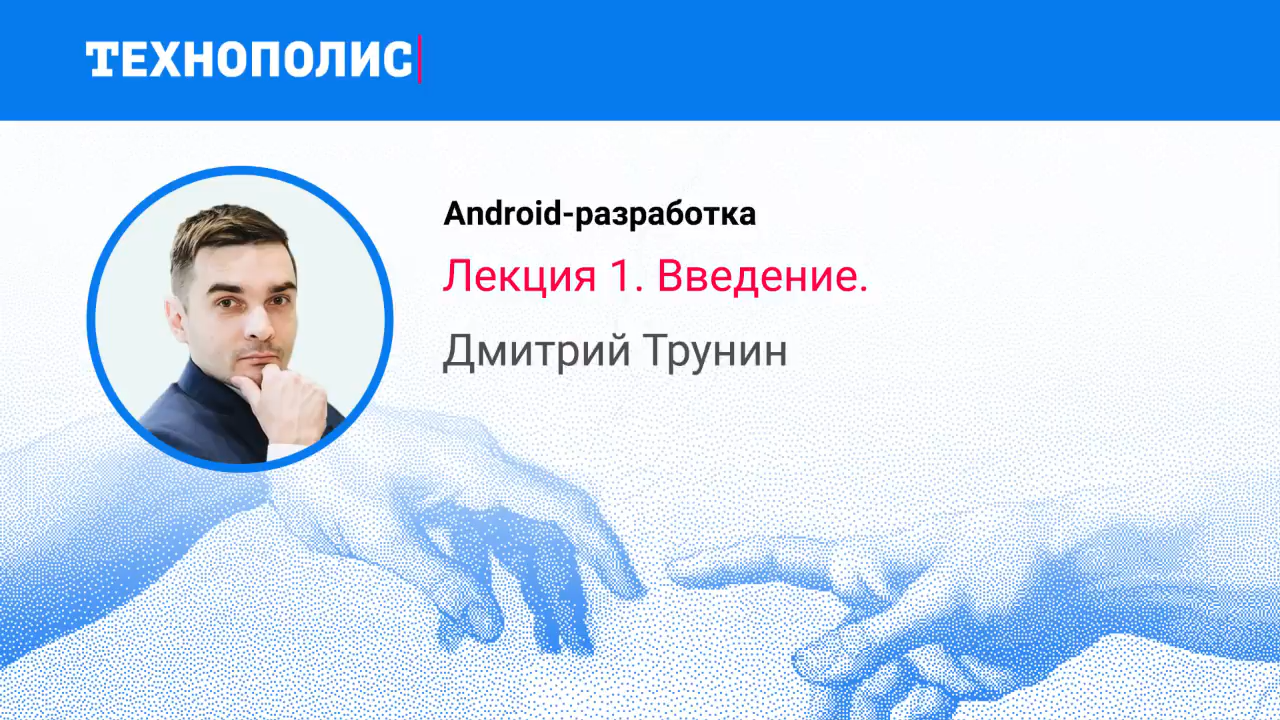 ТЕХНОПОЛИС
Android-разработка
Лекция 1. Введение.
Дмитрий Трунин